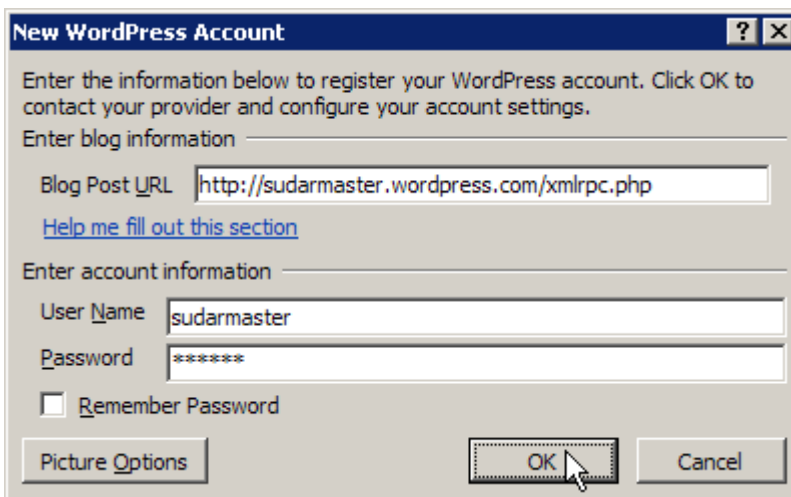 New WordPress Account
Enter the information below to register your WordPress account. Click OK to
contact your provider and configure your account settings.
Enter blog information
Blog Post URL http://sudarmaster.wordpress.com/xmlrpc.php
Help me fill out this section
Enter account information
User Name sudarmaster
Password ******
Remember Password
Picture Options OK Cancel